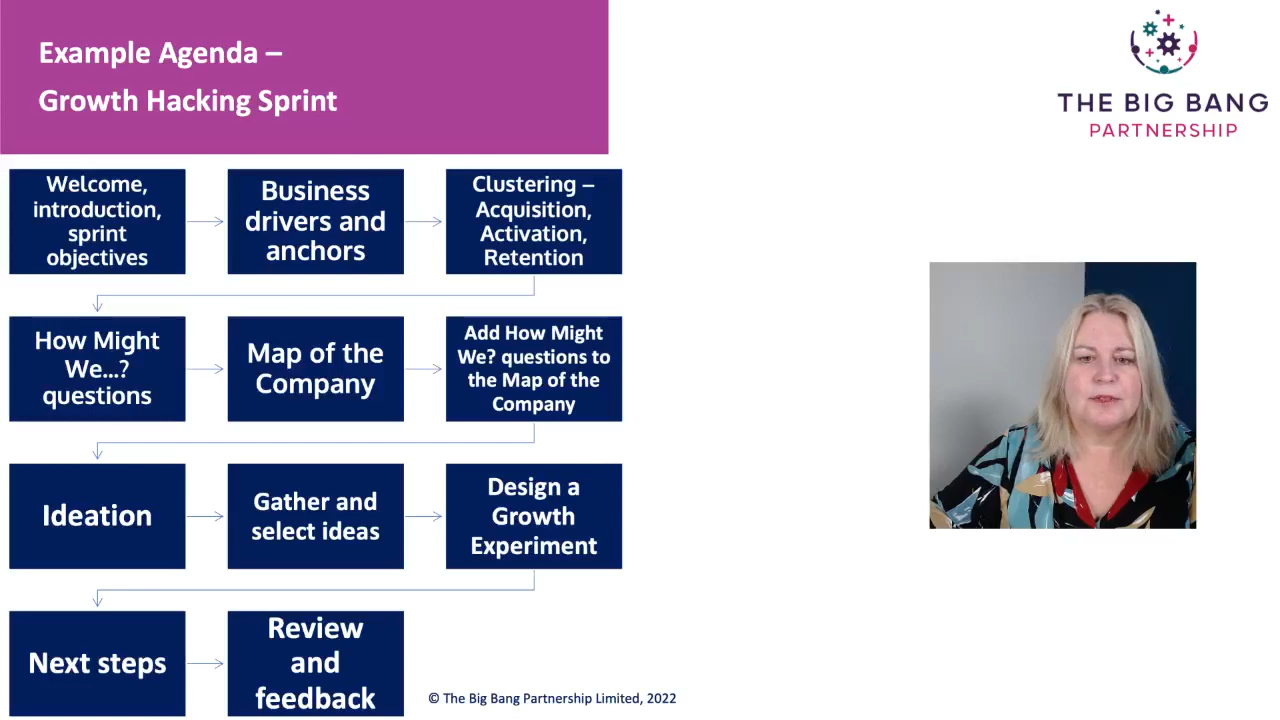 Example Agenda –
Growth Hacking Sprint
THE BIG BANG
PARTNERSHIP
Welcome,
introduction,
sprint
objectives
Business
drivers and
anchors
Clustering –
Acquisition,
Activation,
Retention
How Might
We...?
questions
Map of the
Company
Add How Might
We? questions to
the Map of the
Company
Ideation
Gather and
select ideas
Design a
Growth
Experiment
Next steps
Review
and
feedback
© The Big Bang Partnership Limited, 2022